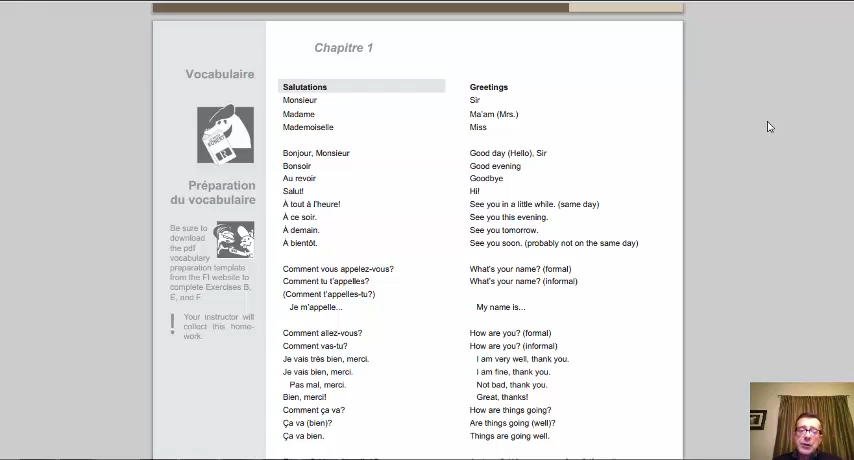 Chapitre 1
Vocabulaire
Préparation
du vocabulaire
Be sure to
download
the pdf
vocabulary
preparation template
from the FI website to
complete Exercises B,
E, and F.
! Your instructor will
collect this home-
work.
Salutations Greetings
Monsieur Sir
Madame Ma'am (Mrs.)
Mademoiselle Miss
Bonjour, Monsieur Good day (Hello), Sir
Bonsoir Good evening
Au revoir Goodbye
Salut! Hi!
À tout à l'heure! See you in a little while. (same day)
À ce soir. See you this evening.
À demain. See you tomorrow.
À bientôt. See you soon. (probably not on the same day)
Comment vous appelez-vous? What's your name? (formal)
Comment tu t'appelles? What's your name? (informal)
(Comment t'appelles-tu?)
Je m'appelle... My name is...
Comment allez-vous? How are you? (formal)
Comment vas-tu? How are you? (informal)
Je vais très bien, merci. I am very well, thank you.
Je vais bien, merci. I am fine, thank you.
Pas mal, merci. Not bad, thank you.
Bien, merci! Great, thanks!
Comment ça va? How are things going?
Ça va (bien)? Are things going (well)?
Ça va bien. Things are going well.